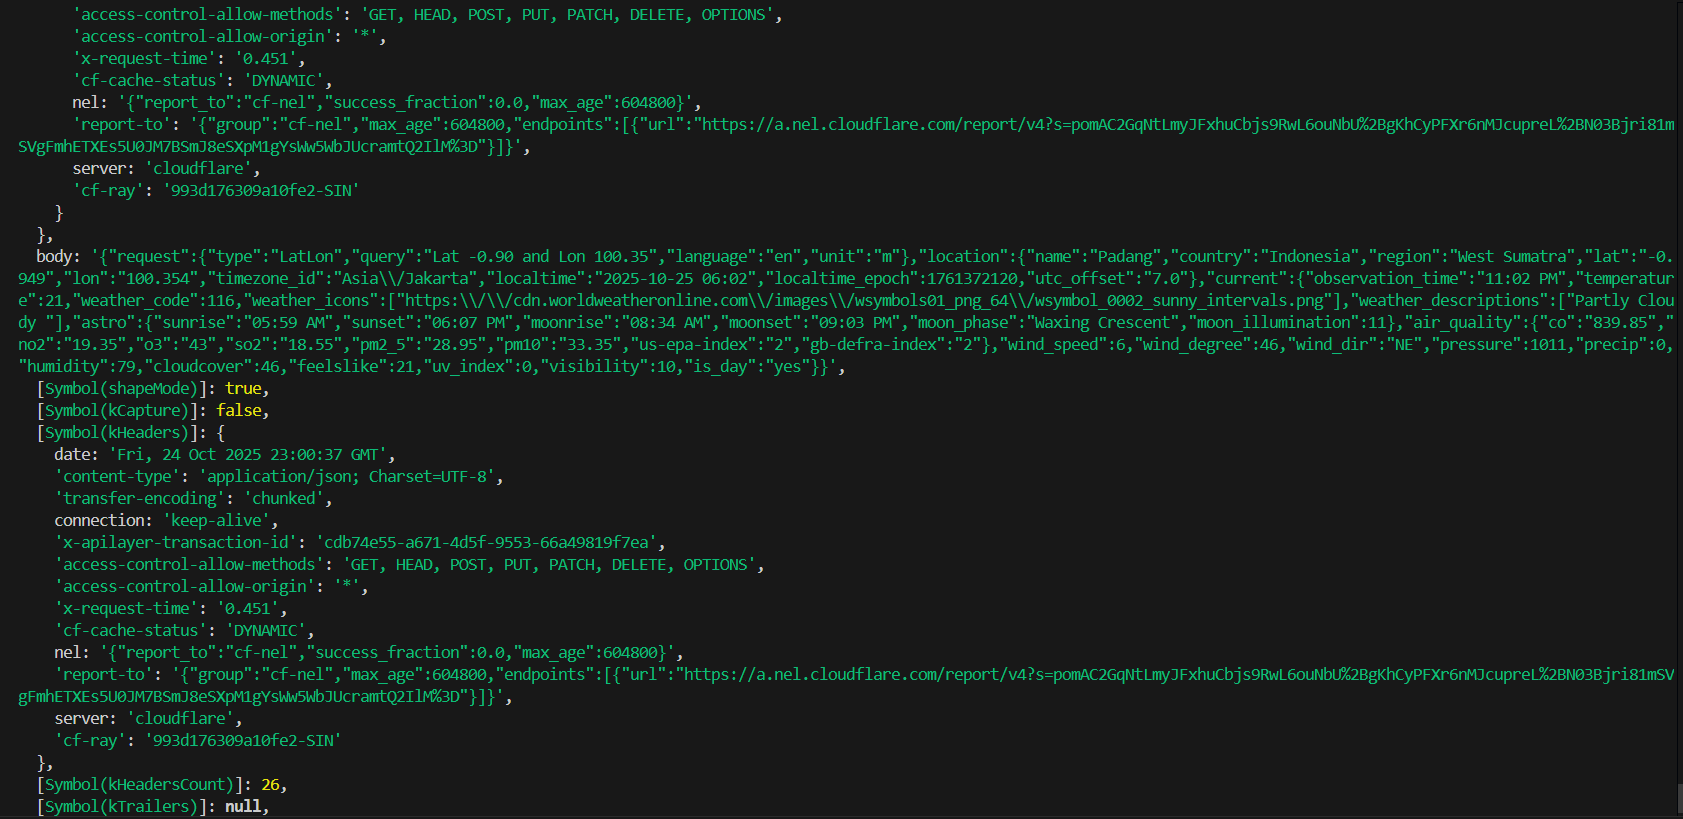 'access-control-allow-methods': 'GET, HEAD, POST, PUT, PATCH, DELETE, OPTIONS',
'access-control-allow-origin': '*',
'x-request-time': '0.451',
'cf-cache-status': 'DYNAMIC',
nel: '{"report_to":"cf-nel","success_fraction":0.0,"max_age":604800}',
'report-to': '{"group":"cf-nel","max_age":604800,"endpoints":[{"url":"https://a.nel.cloudflare.com/report/v4?s=pomAC2GqNtLmyJFxhuCbjs9RwL6ouNbU%2BgKhCyPFXr6nMJcupreL%2BN03Bjri81m
SVgFmhETXEs5U0JM7BSmJ8eSXpM1gYsWw5WbJUcramtQ2IlM%3D"}]}',
server: 'cloudflare',
'cf-ray': '993d176309a10fe2-SIN'
}
},
body: '{"request":{"type":"LatLon","query":"Lat -0.90 and Lon 100.35","language":"en","unit":"m"},"location":{"name":"Padang","country":"Indonesia","region":"West Sumatra","lat":"-0.
949","lon":"100.354","timezone_id":"Asia\\/Jakarta","localtime":"2025-10-25 06:02","localtime_epoch":1761372120,"utc_offset":"7.0"},"current":{"observation_time":"11:02 PM","temperatur
e":21,"weather_code":116,"weather_icons":["https:\\/\\/cdn.worldweatheronline.com\\/images\\/wsymbols01_png_64\\/wsymbol_0002_sunny_intervals.png"],"weather_descriptions":["Partly Clou
dy "],"astro":{"sunrise":"05:59 AM","sunset":"06:07 PM","moonrise":"08:34 AM","moonset":"09:03 PM","moon_phase":"Waxing Crescent","moon_illumination":11},"air_quality":{"co":"839.85","
no2":"19.35","o3":"43","so2":"18.55","pm2_5":"28.95","pm10":"33.35","us-epa-index":"2","gb-defra-index":"2"},"wind_speed":6,"wind_degree":46,"wind_dir":"NE","pressure":1011,"precip":0,
"humidity":79,"cloudcover":46,"feelslike":21,"uv_index":0,"visibility":10,"is_day":"yes"}}',
[Symbol(shapeMode)]: true,
[Symbol(kCapture)]: false,
[Symbol(kHeaders)]: {
date: 'Fri, 24 Oct 2025 23:00:37 GMT',
'content-type': 'application/json; Charset=UTF-8',
'transfer-encoding': 'chunked',
connection: 'keep-alive',
'x-apilayer-transaction-id': 'cdb74e55-a671-4d5f-9553-66a49819f7ea',
'access-control-allow-methods': 'GET, HEAD, POST, PUT, PATCH, DELETE, OPTIONS',
'access-control-allow-origin': '*',
'x-request-time': '0.451',
'cf-cache-status': 'DYNAMIC',
nel: '{"report_to":"cf-nel","success_fraction":0.0,"max_age":604800}',
'report-to': '{"group":"cf-nel","max_age":604800,"endpoints":[{"url":"https://a.nel.cloudflare.com/report/v4?s=pomAC2GqNtLmyJFxhuCbjs9RwL6ouNbU%2BgKhCyPFXr6nMJcupreL%2BN03Bjri81mSV
gFmhETXEs5U0JM7BSmJ8eSXpM1gYsWw5WbJUcramtQ2IlM%3D"}]}',
server: 'cloudflare',
'cf-ray': '993d176309a10fe2-SIN'
},
[Symbol(kHeadersCount)]: 26,
[Symbol(kTrailers)]: null,